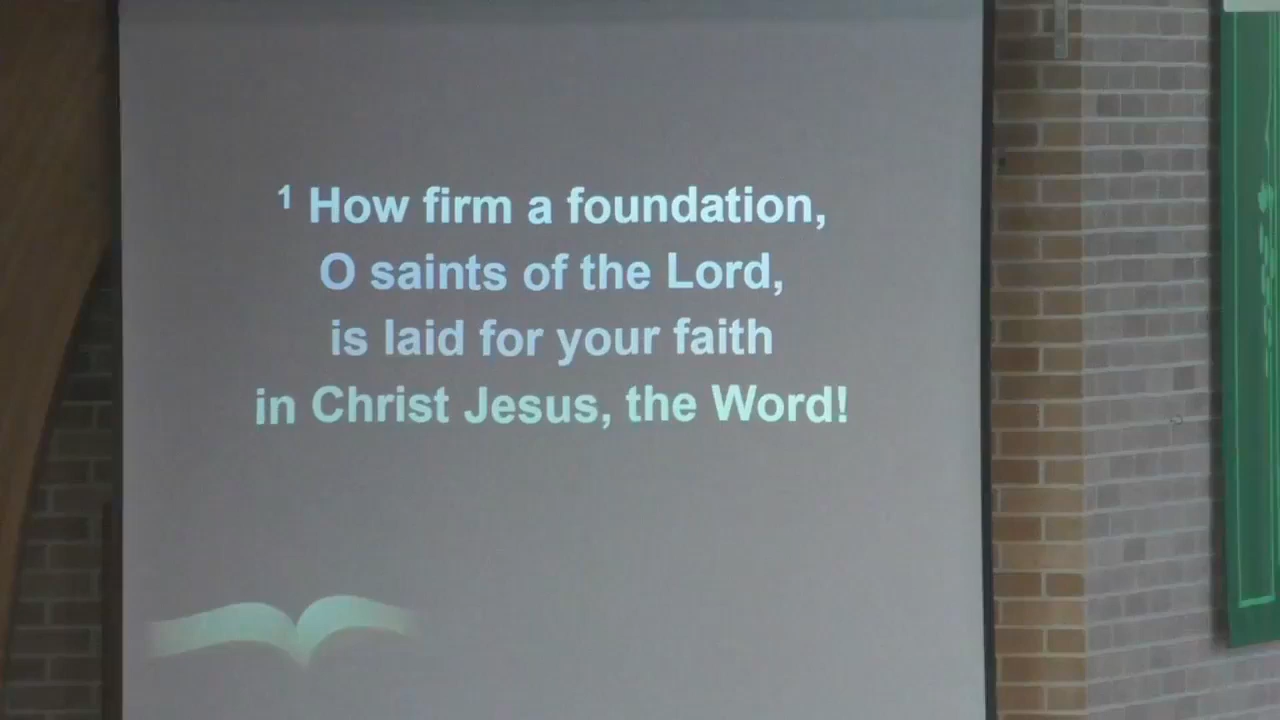 ¹ How firm a foundation,
O saints of the Lord,
is laid for your faith
in Christ Jesus, the Word!